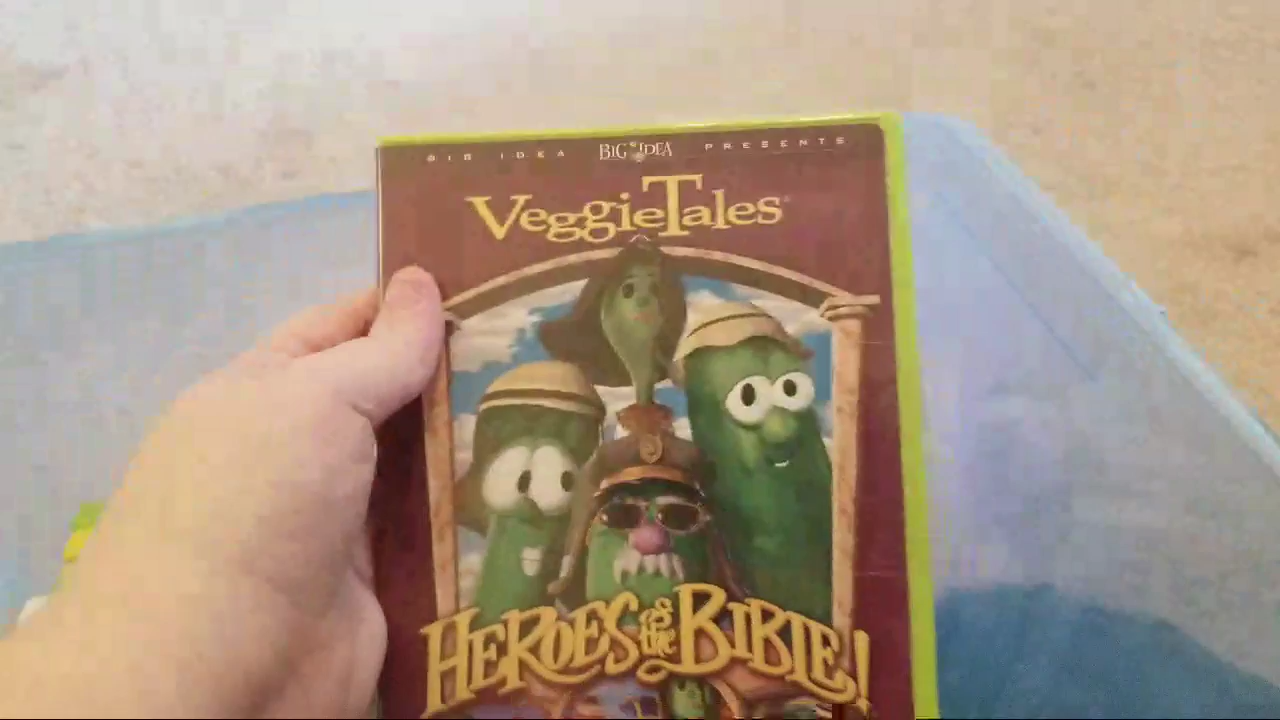 BIG IDEA BIG IDEA PRESENTS
VeggieTales
HEROES of the BIBLE!